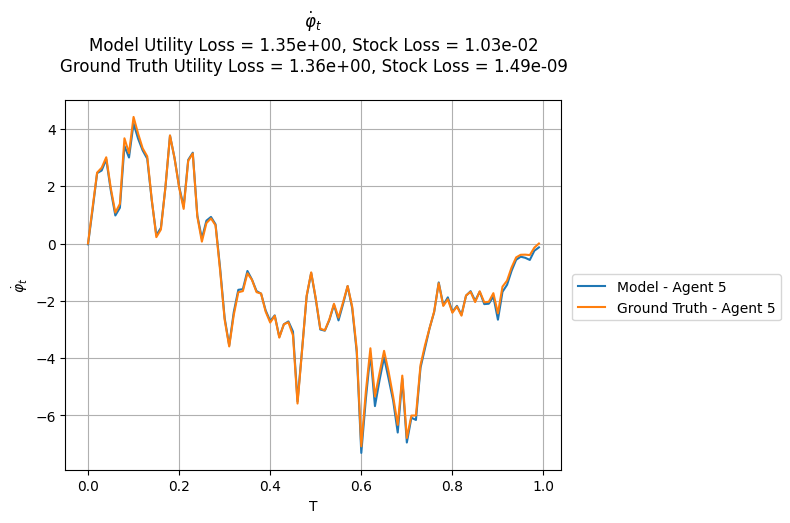 φ̇ₜ
Model Utility Loss = 1.35e+00, Stock Loss = 1.03e-02
Ground Truth Utility Loss = 1.36e+00, Stock Loss = 1.49e-09
4
2
0
−2
−4
−6
φ̇ₜ
0.0 0.2 0.4 0.6 0.8 1.0
T
Model - Agent 5
Ground Truth - Agent 5